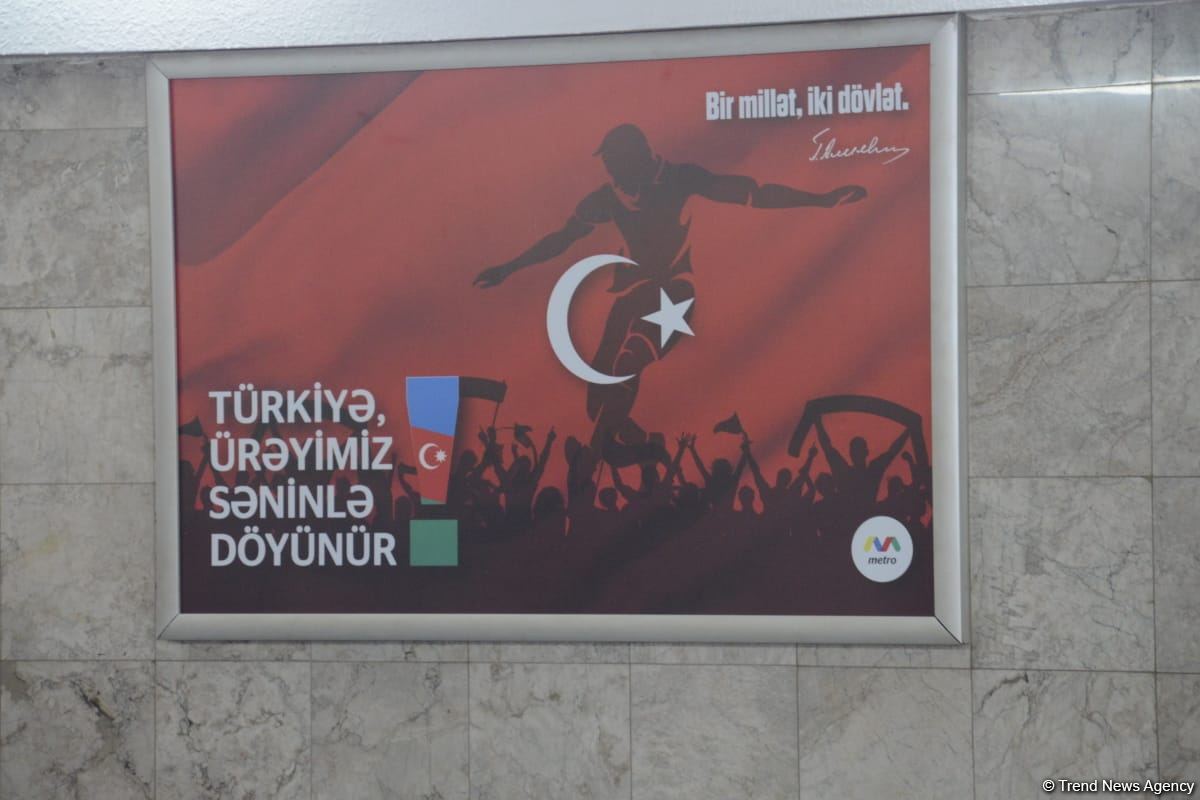 Bir millət, iki dövlət.
TÜRKİYƏ,
ÜRƏYİMİZ
SƏNİNLƏ
DÖYÜNÜR!
metro
© Trend News Agency